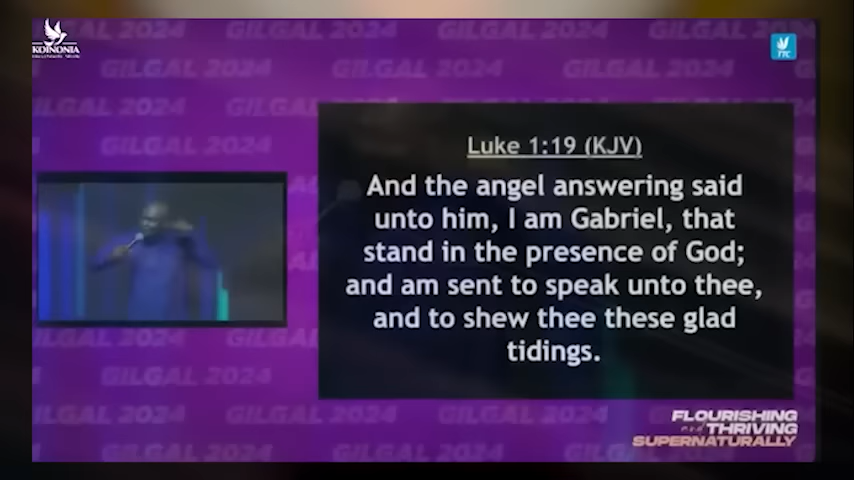 KOINONIA
GILGAL 2024
TTC
Luke 1:19 (KJV)
And the angel answering said
unto him, I am Gabriel, that
stand in the presence of God;
and am sent to speak unto thee,
and to shew thee these glad
tidings.
FLOURISHING
and THRIVING
SUPERNATURALLY